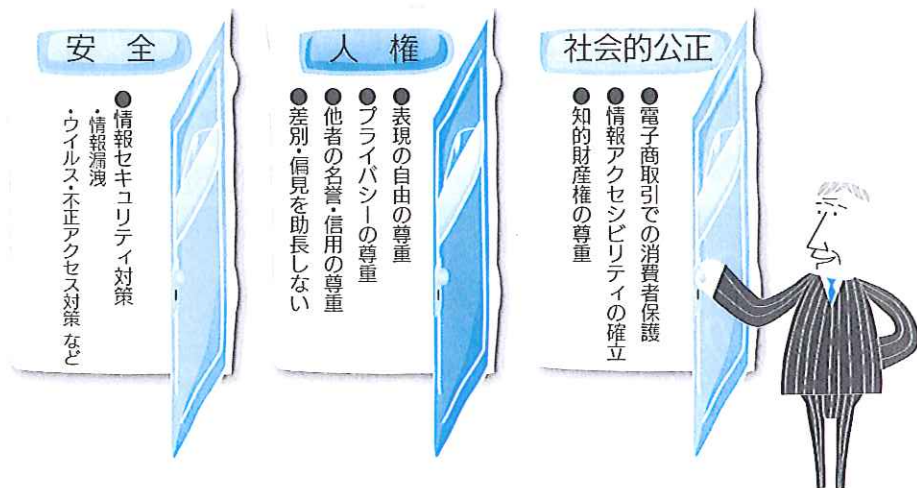 安全
●情報セキュリティ対策
・情報漏洩
・ウイルス・不正アクセス対策 など
人権
●表現の自由の尊重
●プライバシーの尊重
●他者の名誉・信用の尊重
●差別・偏見を助長しない
社会的公正
●電子商取引での消費者保護
●情報アクセシビリティの確立
●知的財産権の尊重